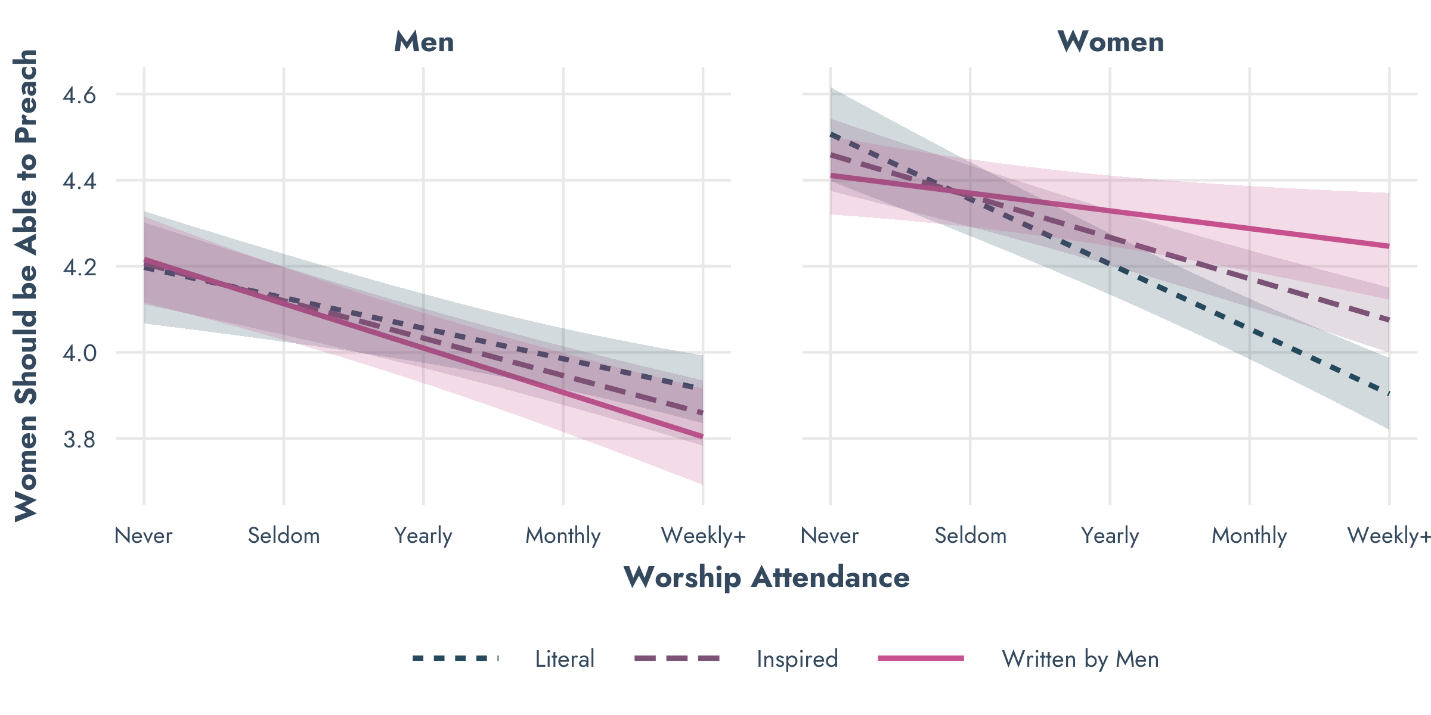 Men
Women
Women Should be Able to Preach
4.6
4.4
4.2
4.0
3.8
Never Seldom Yearly Monthly Weekly+
Never Seldom Yearly Monthly Weekly+
Worship Attendance
Literal Inspired Written by Men